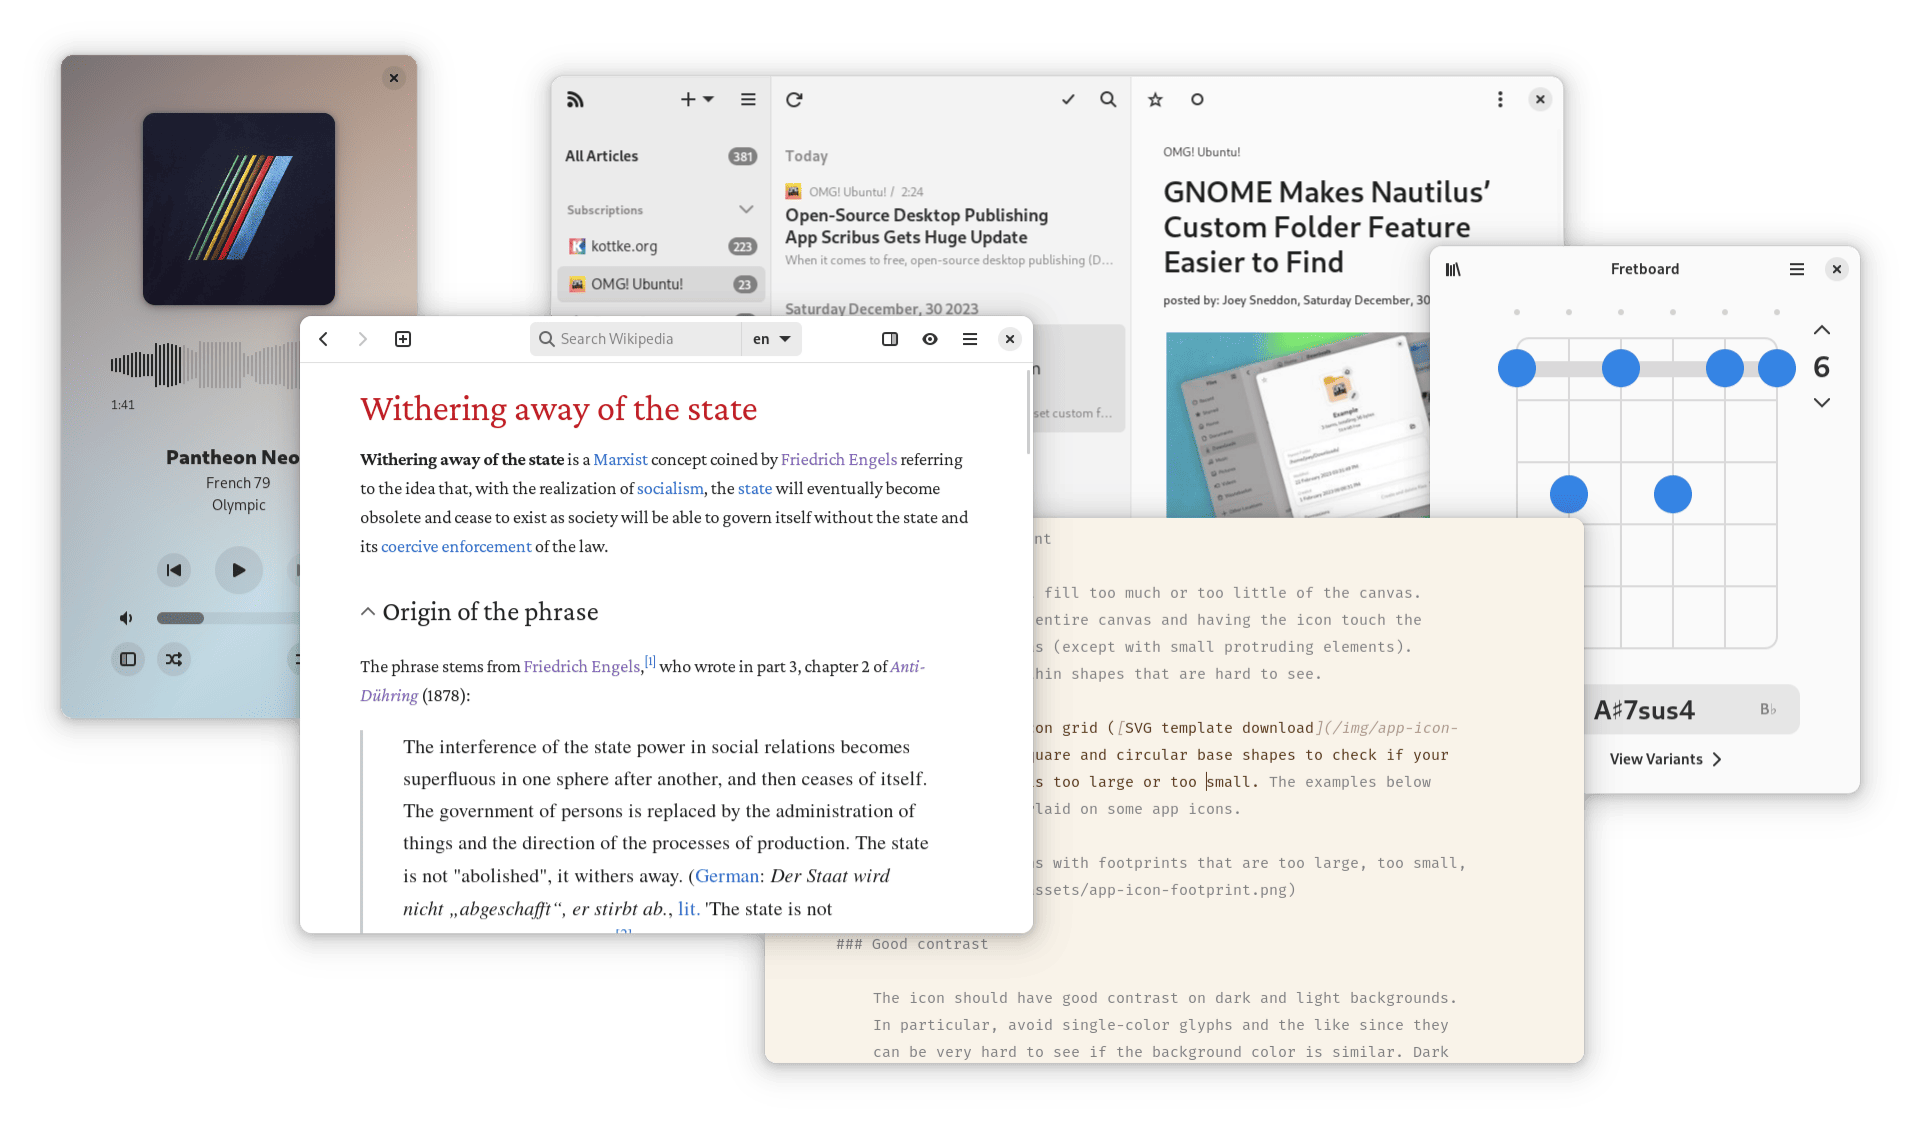 1:41
Pantheon Neo
French 79
Olympic
All Articles 381
Subscriptions
kottke.org 223
OMG! Ubuntu! 23
Today
OMG! Ubuntu! / 2:24
Open-Source Desktop Publishing
App Scribus Gets Huge Update
When it comes to free, open-source desktop publishing (D…
Saturday December, 30 2023
set custom f…
OMG! Ubuntu!
GNOME Makes Nautilus’
Custom Folder Feature
Easier to Find
posted by: Joey Sneddon, Saturday December, 30
Example
Fretboard
6
A♯7sus4 B♭
View Variants
Search Wikipedia en
Withering away of the state
Withering away of the state is a Marxist concept coined by Friedrich Engels referring
to the idea that, with the realization of socialism, the state will eventually become
obsolete and cease to exist as society will be able to govern itself without the state and
its coercive enforcement of the law.
Origin of the phrase
The phrase stems from Friedrich Engels,[1] who wrote in part 3, chapter 2 of Anti-
Dühring (1878):
The interference of the state power in social relations becomes
superfluous in one sphere after another, and then ceases of itself.
The government of persons is replaced by the administration of
things and the direction of the processes of production. The state
is not "abolished", it withers away. (German: Der Staat wird
nicht „abgeschafft“, er stirbt ab., lit. 'The state is not
fill too much or too little of the canvas.
entire canvas and having the icon touch the
(except with small protruding elements).
shapes that are hard to see.
grid ([SVG template download](/img/app-icon-
and circular base shapes to check if your
too large or too small. The examples below
on some app icons.
with footprints that are too large, too small,
/app-icon-footprint.png)
### Good contrast
The icon should have good contrast on dark and light backgrounds.
In particular, avoid single-color glyphs and the like since they
can be very hard to see if the background color is similar. Dark